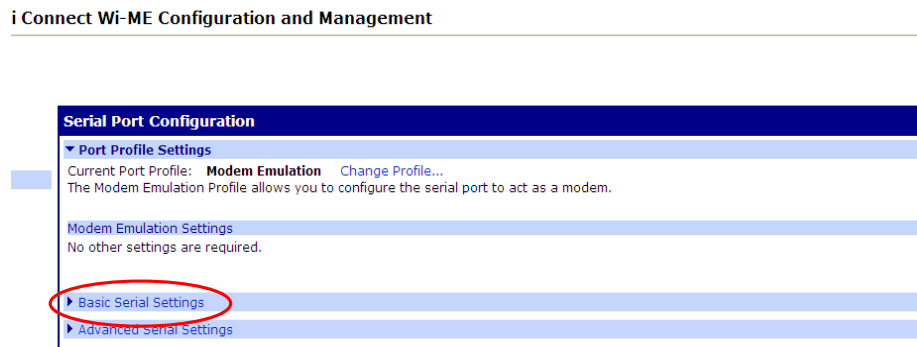 i Connect Wi-ME Configuration and Management
Serial Port Configuration
Port Profile Settings
Current Port Profile: Modem Emulation Change Profile...
The Modem Emulation Profile allows you to configure the serial port to act as a modem.
Modem Emulation Settings
No other settings are required.
Basic Serial Settings
Advanced Serial Settings